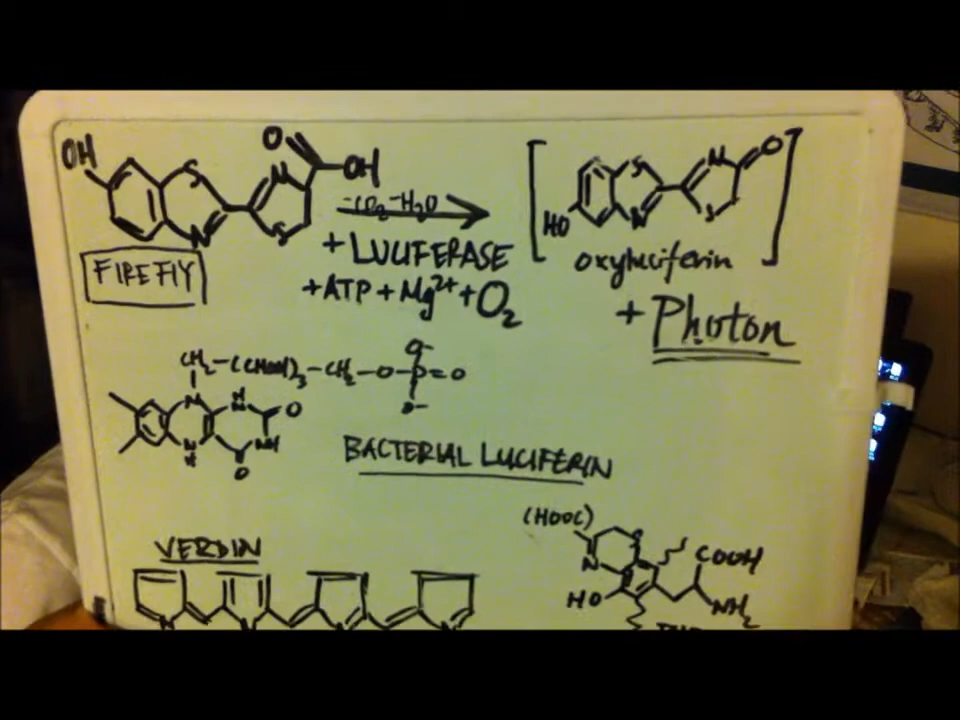 OH
O
OH
N
S
N
S
-CO₂-H₂O
+ LUCIFERASE
+ATP+Mg²⁺+O₂
FIREFLY
S
N
N
S
O
HO
oxyluciferin
+ Photon
CH₂-(CHOH)₃-CH₂-O-P=O
O-
O-
N
H
N
O
NH
N
H
O
BACTERIAL LUCIFERIN
VERDIN
N
N
N
N
(HOOC)
S
N
HO
COOH
NH₂